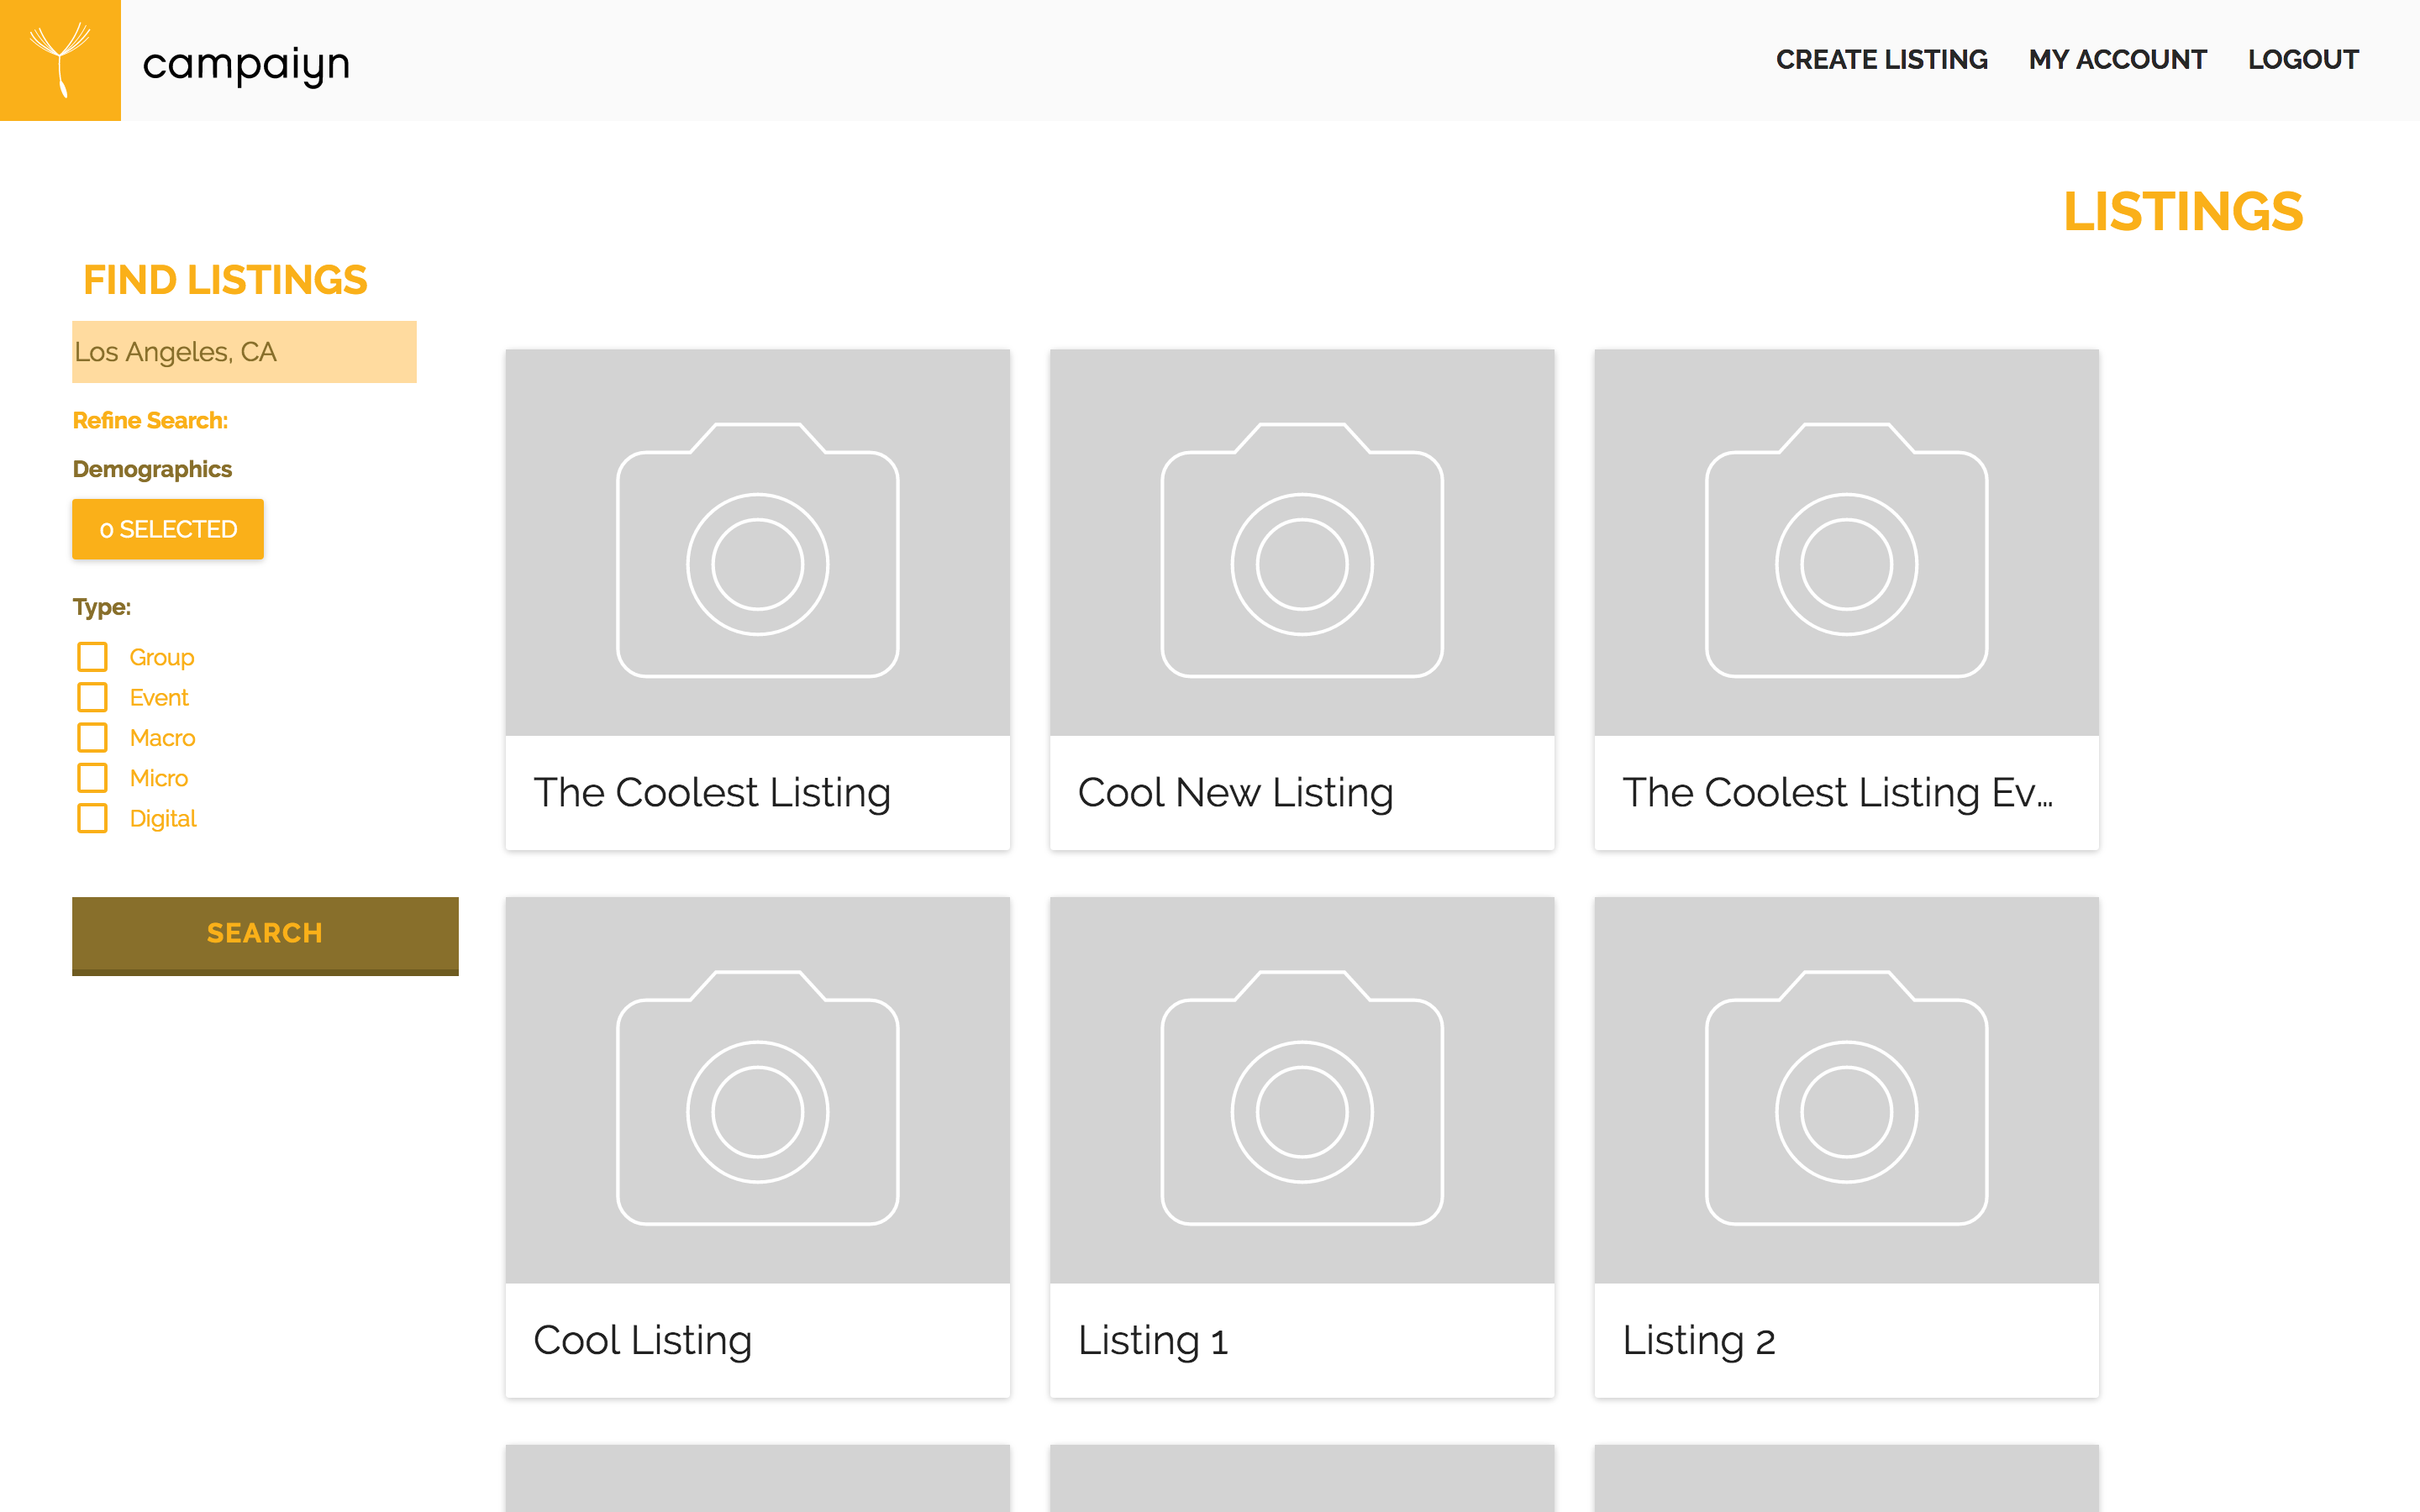 campaiyn
CREATE LISTING MY ACCOUNT LOGOUT
LISTINGS
FIND LISTINGS
Los Angeles, CA
Refine Search:
Demographics
0 SELECTED
Type:
Group
Event
Macro
Micro
Digital
SEARCH
The Coolest Listing
Cool New Listing
The Coolest Listing Ev...
Cool Listing
Listing 1
Listing 2